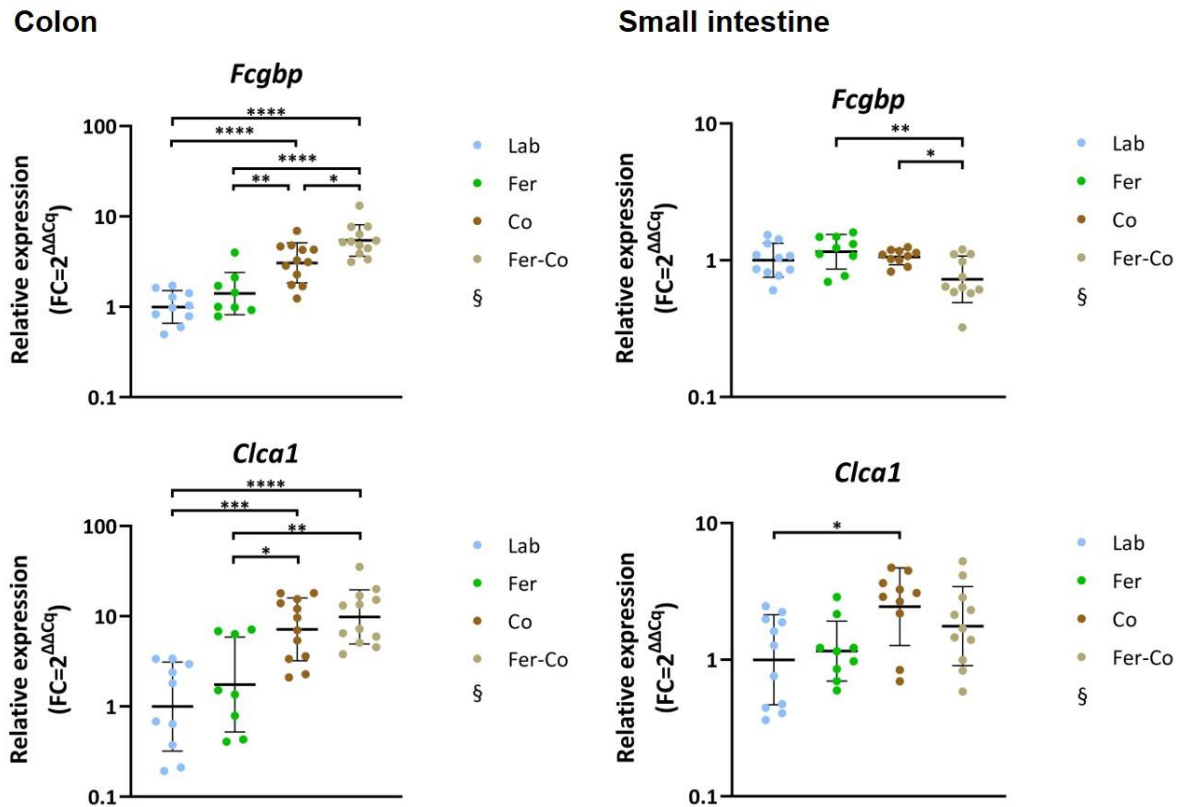 Colon
Small intestine
Fcgbp
Relative expression
(FC=2^ΔΔCq)
100
10
1
0.1
****
****
****
**
*
Lab
Fer
Co
Fer-Co
§
Fcgbp
Relative expression
(FC=2^ΔΔCq)
10
1
0.1
**
*
Lab
Fer
Co
Fer-Co
§
Clca1
Relative expression
(FC=2^ΔΔCq)
100
10
1
0.1
****
***
**
*
Lab
Fer
Co
Fer-Co
§
Clca1
Relative expression
(FC=2^ΔΔCq)
10
1
0.1
*
Lab
Fer
Co
Fer-Co
§